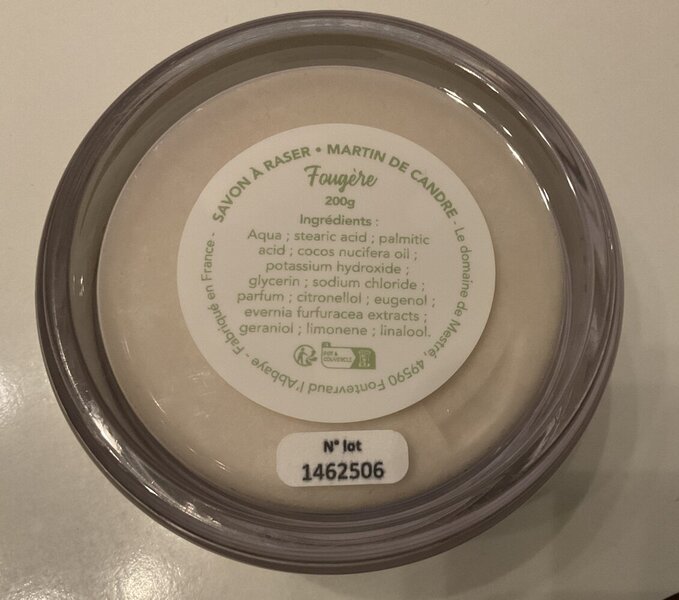 SAVON À RASER • MARTIN DE CANDRE - Le domaine de Mestré, 49590 Fontevraud l'Abbaye - Fabriqué en France -
Fougère
200g
Ingrédients :
Aqua ; stearic acid ; palmitic
acid ; cocos nucifera oil ;
potassium hydroxide ;
glycerin ; sodium chloride ;
parfum ; citronellol ; eugenol ;
evernia furfuracea extracts ;
geraniol ; limonene ; linalool.
N° lot
1462506